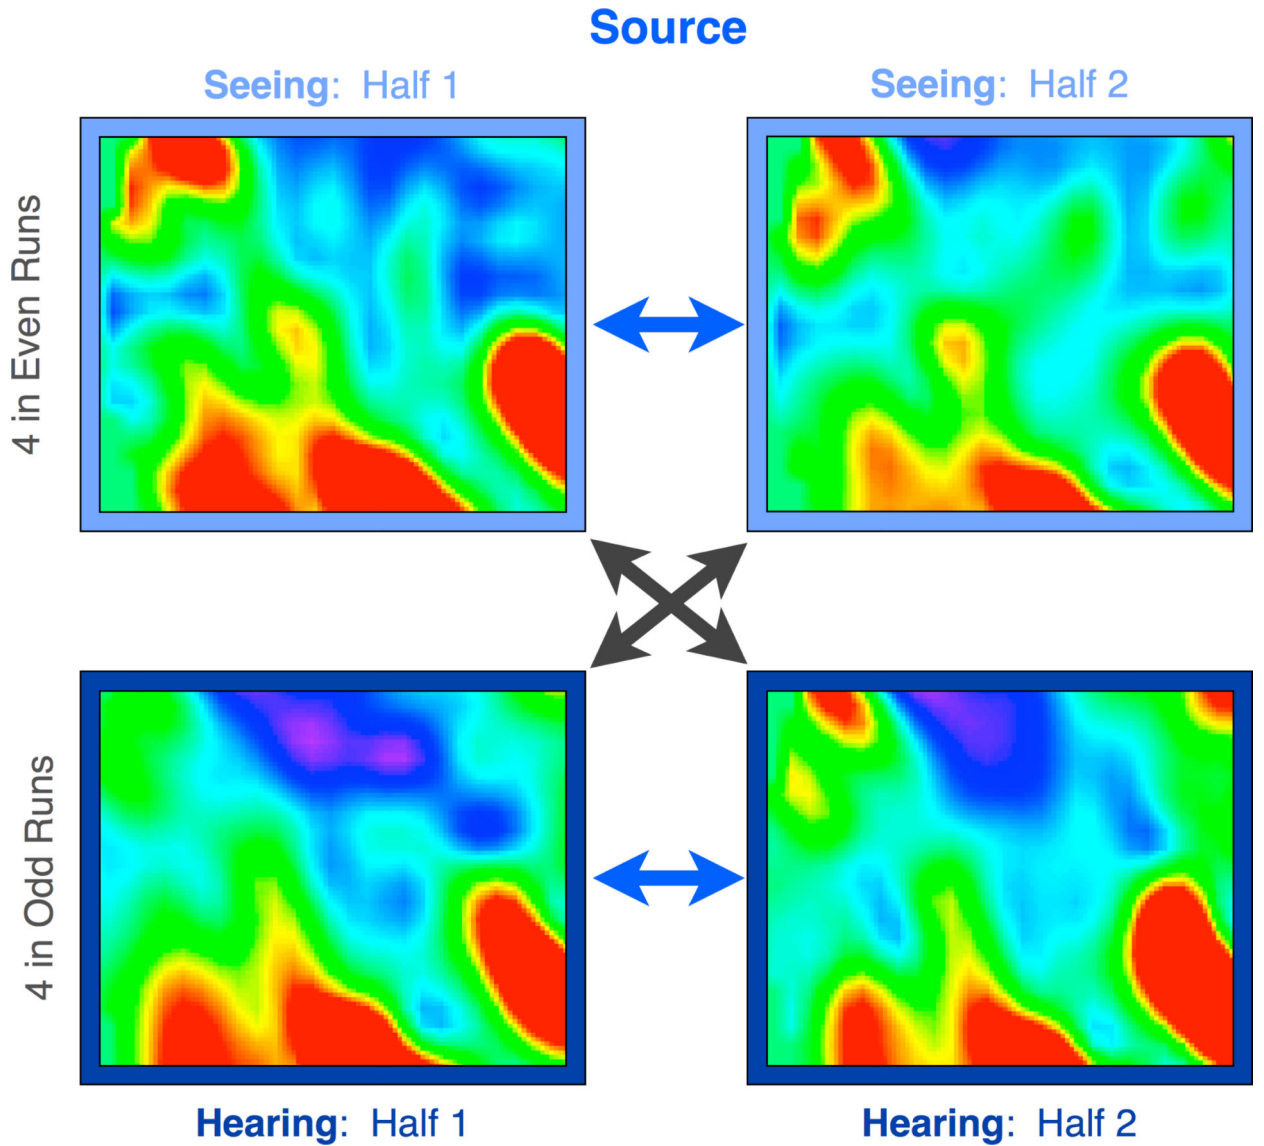 Source
Seeing: Half 1
Seeing: Half 2
4 in Even Runs
4 in Odd Runs
Hearing: Half 1
Hearing: Half 2